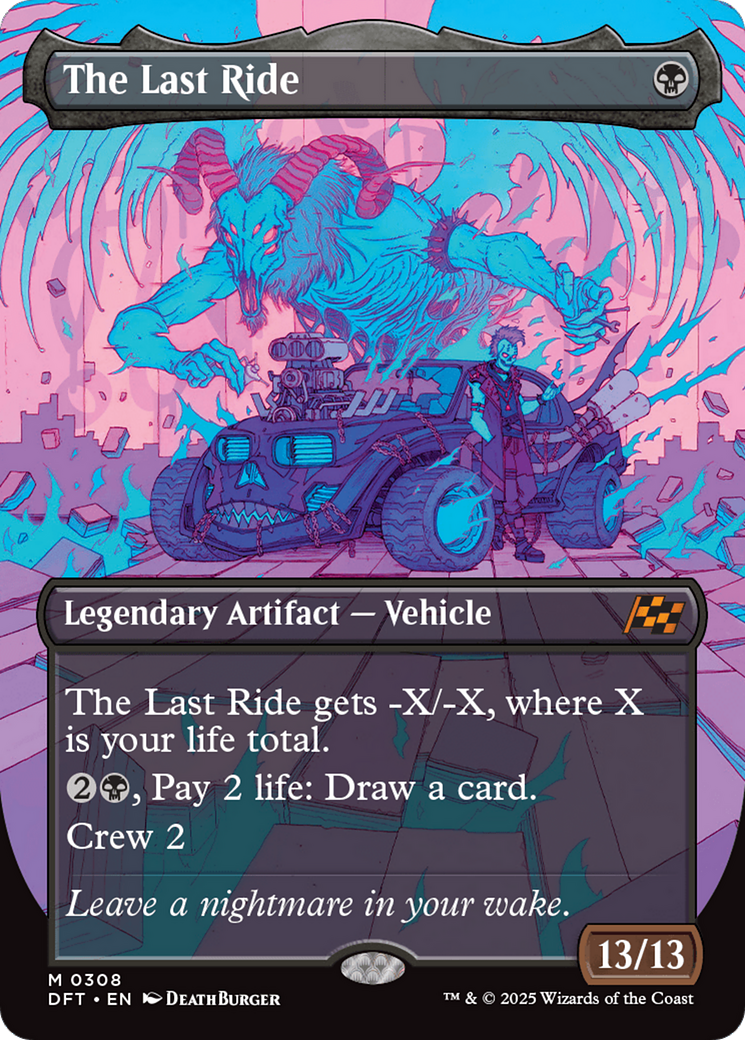 The Last Ride
Legendary Artifact — Vehicle
The Last Ride gets -X/-X, where X
is your life total.
2, Pay 2 life: Draw a card.
Crew 2
Leave a nightmare in your wake.
13/13
M 0308
DFT • EN DEATHBURGER
™ & © 2025 Wizards of the Coast